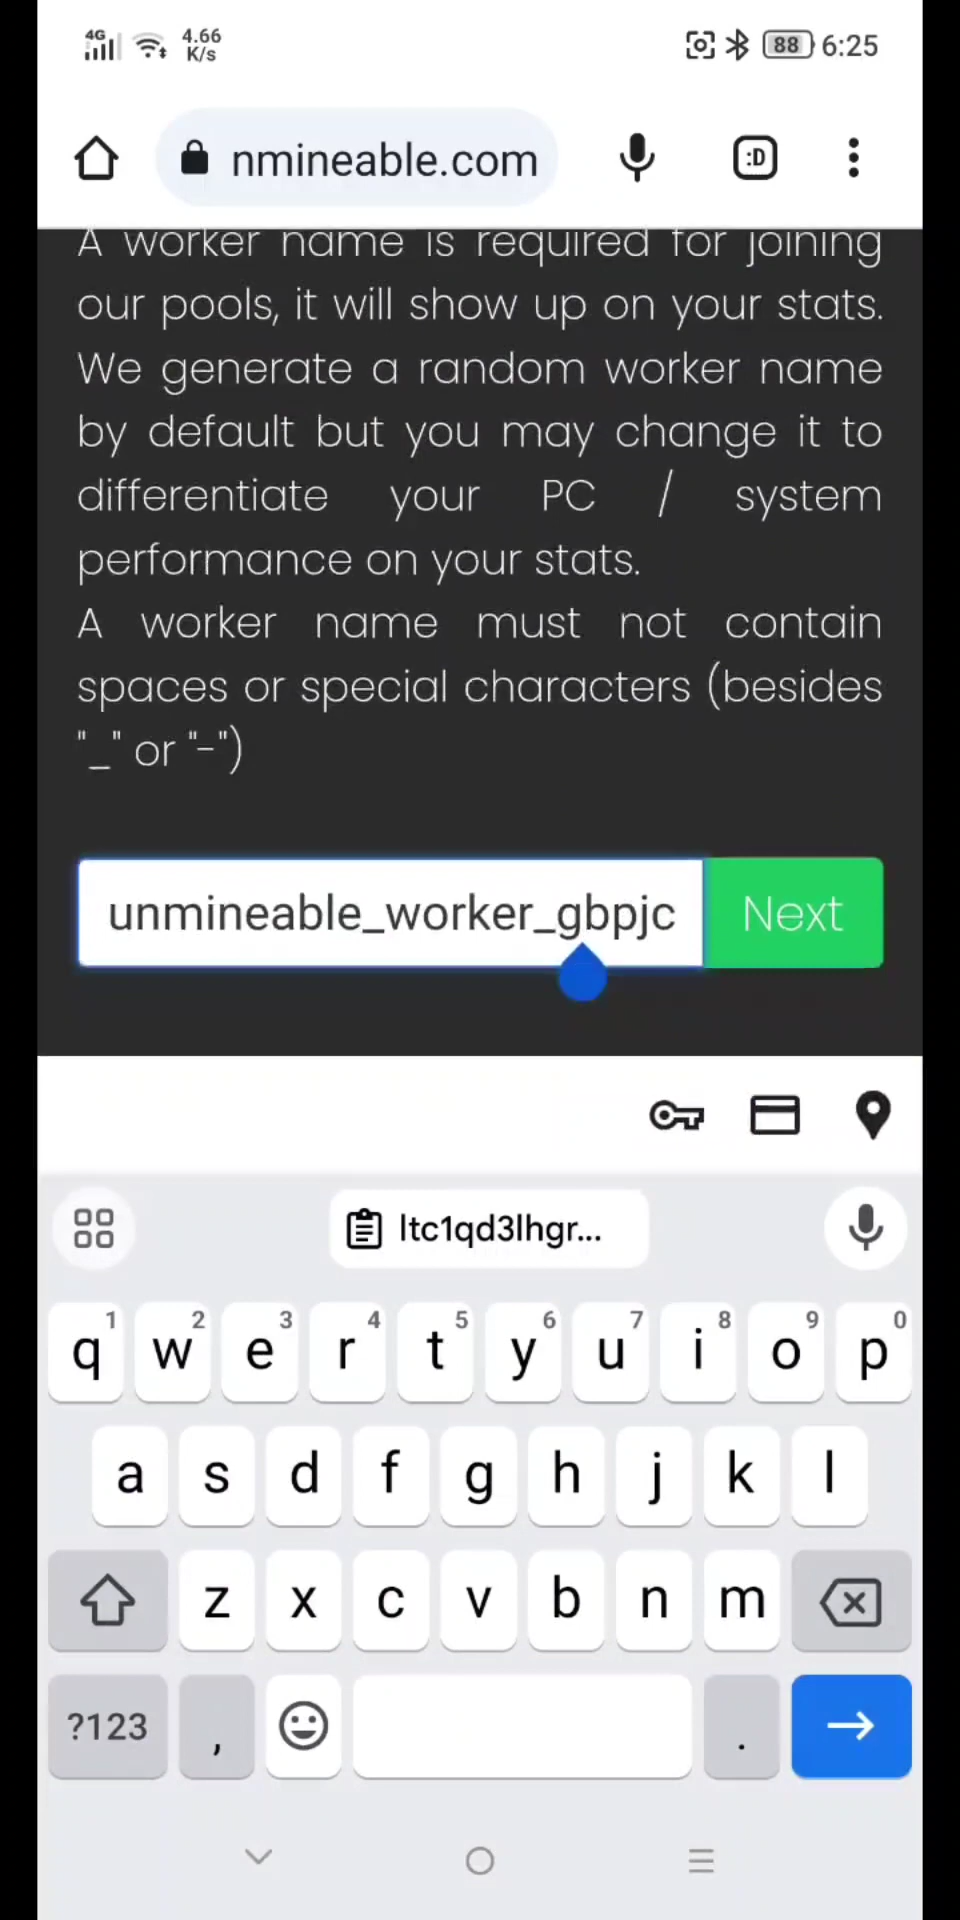 4G 4.66 K/s 88 6:25
nmineable.com :D
A worker name is required for joining
our pools, it will show up on your stats.
We generate a random worker name
by default but you may change it to
differentiate your PC / system
performance on your stats.
A worker name must not contain
spaces or special characters (besides
"_" or "-")
unmineable_worker_gbpjc Next
ltc1qd3lhgr...
1 2 3 4 5 6 7 8 9 0
q w e r t y u i o p
a s d f g h j k l
z x c v b n m
?123 , .